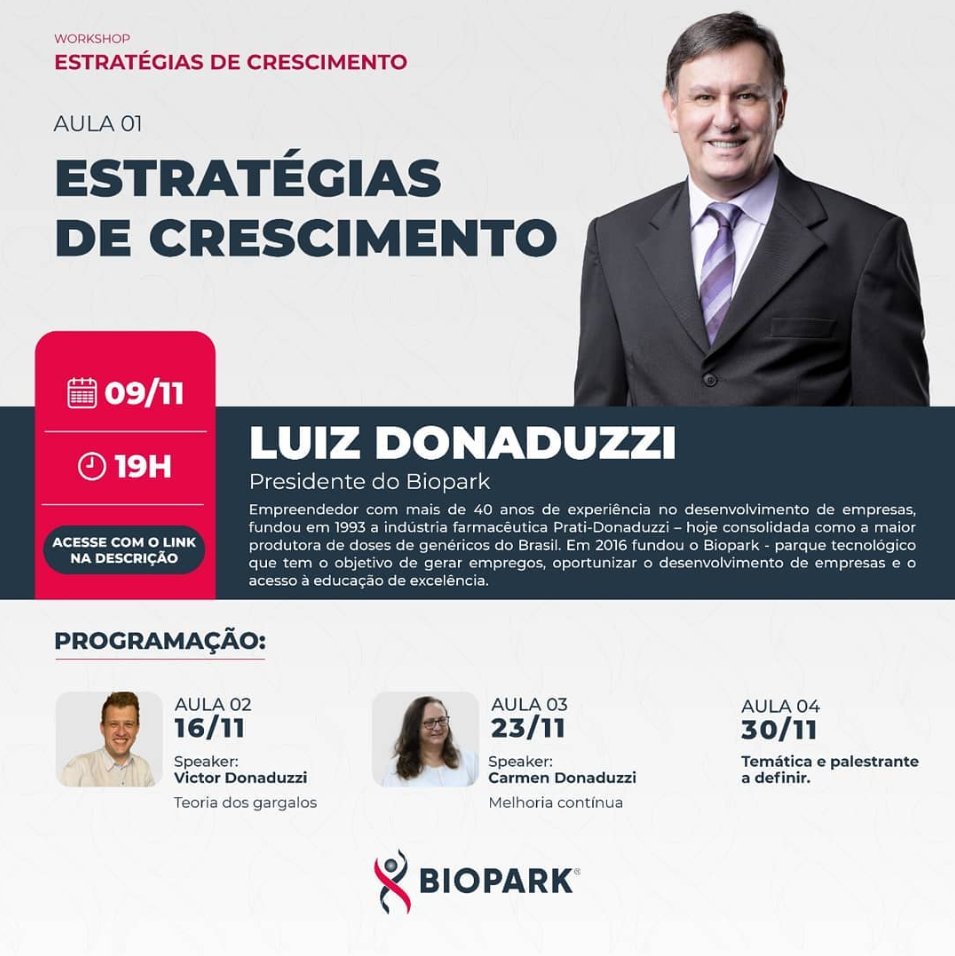 WORKSHOP
ESTRATÉGIAS DE CRESCIMENTO
AULA 01
ESTRATÉGIAS
DE CRESCIMENTO
09/11
19H
ACESSE COM O LINK
NA DESCRIÇÃO
LUIZ DONADUZZI
Presidente do Biopark
Empreendedor com mais de 40 anos de experiência no desenvolvimento de empresas,
fundou em 1993 a indústria farmacêutica Prati-Donaduzzi – hoje consolidada como a maior
produtora de doses de genéricos do Brasil. Em 2016 fundou o Biopark - parque tecnológico
que tem o objetivo de gerar empregos, oportunizar o desenvolvimento de empresas e o
acesso à educação de excelência.
PROGRAMAÇÃO:
AULA 02
16/11
Speaker:
Victor Donaduzzi
Teoria dos gargalos
AULA 03
23/11
Speaker:
Carmen Donaduzzi
Melhoria contínua
AULA 04
30/11
Temática e palestrante
a definir.
BIOPARK®